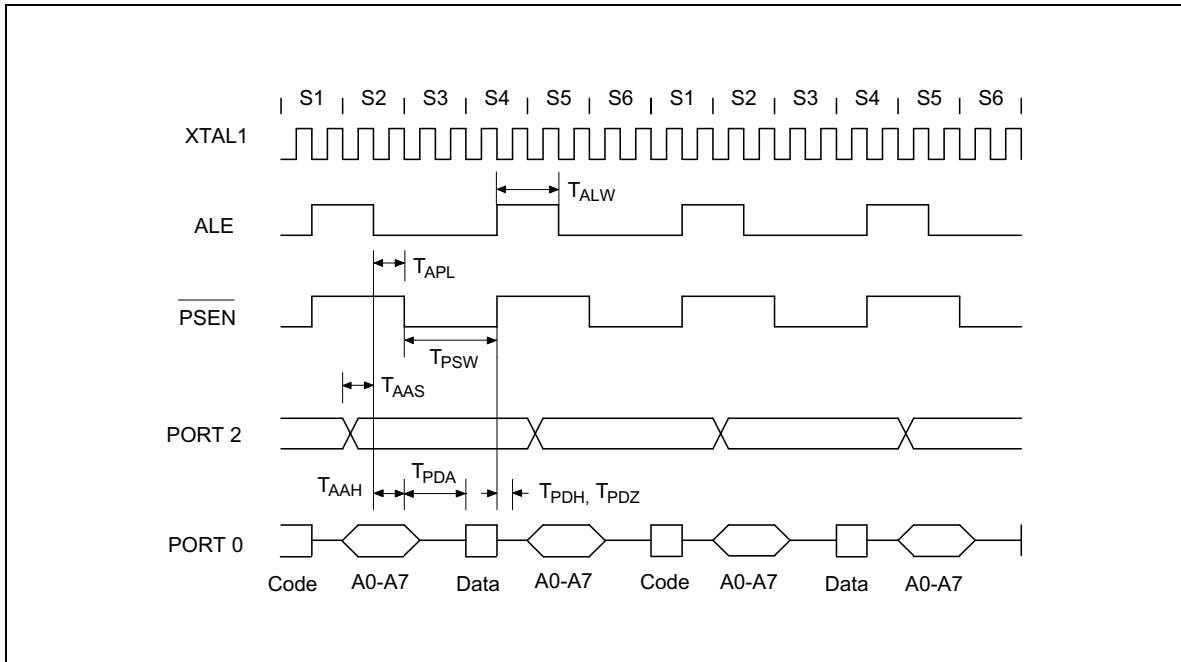 S1 S2 S3 S4 S5 S6 S1 S2 S3 S4 S5 S6
XTAL1
TALW
ALE
TAPL
PSEN
TPSW
TAAS
PORT 2
TAAH TPDA TPDH, TPDZ
PORT 0
Code A0-A7 Data A0-A7 Code A0-A7 Data A0-A7